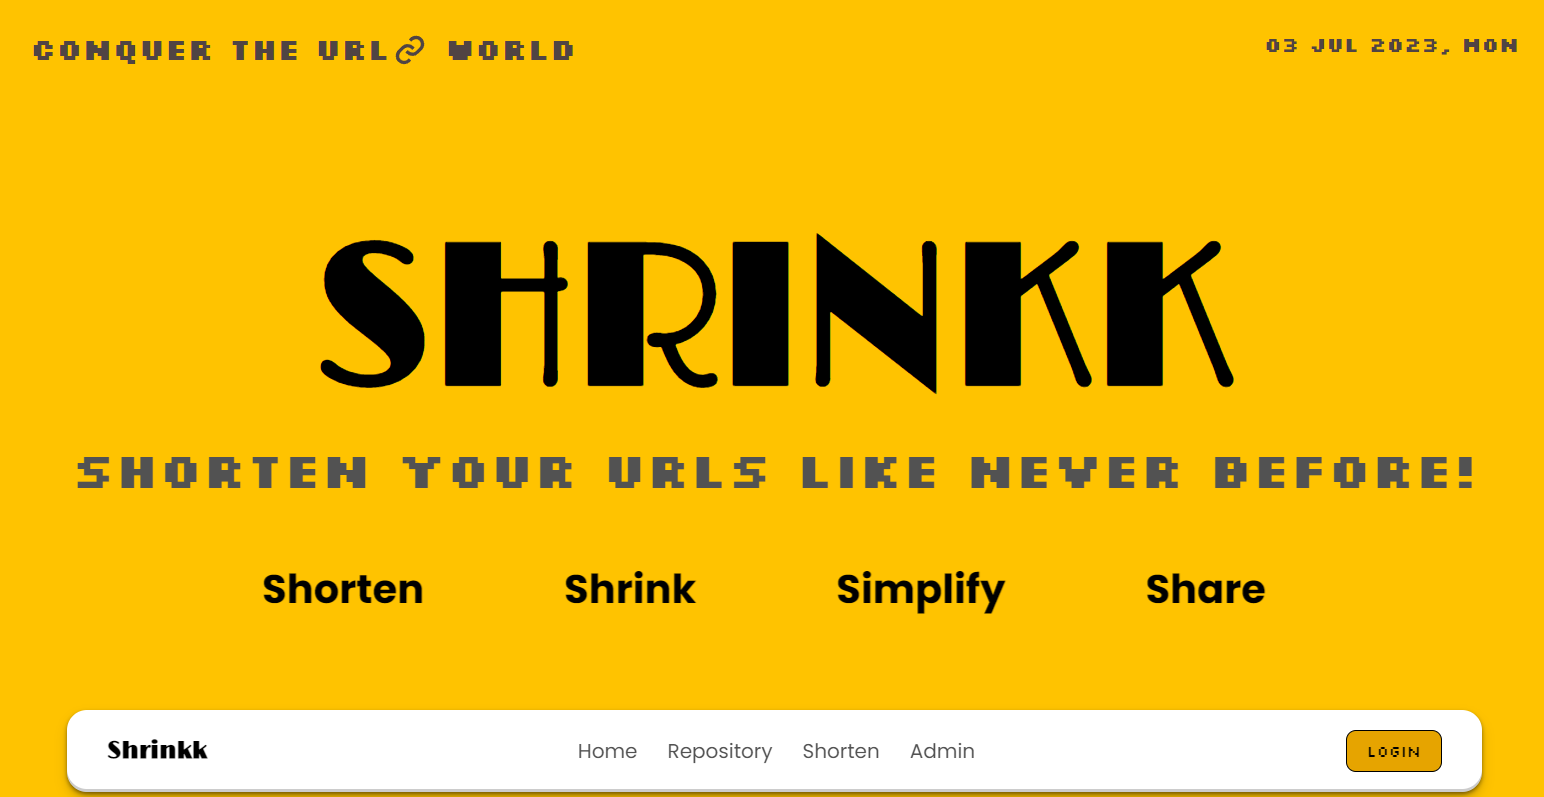 CONQUER THE URL WORLD
03 JUL 2023, MON
SHRINKK
SHORTEN YOUR URLS LIKE NEVER BEFORE!
Shorten Shrink Simplify Share
Shrinkk Home Repository Shorten Admin LOGIN